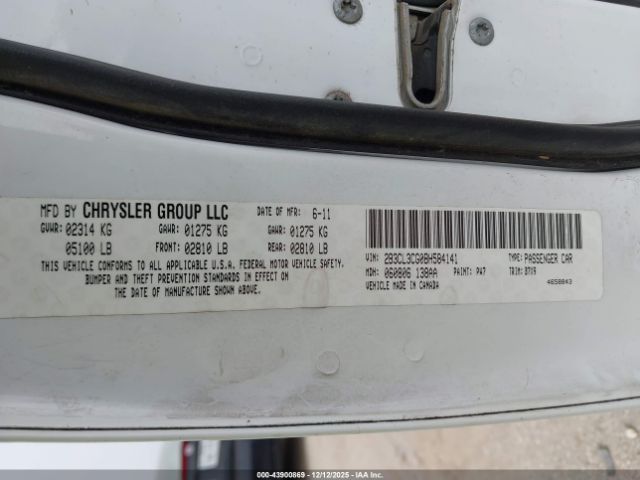 MFD BY CHRYSLER GROUP LLC DATE OF MFR: 6-11
GVWR: 02314 KG GAWR: 01275 KG GAWR: 01275 KG
05100 LB FRONT: 02810 LB REAR: 02810 LB
THIS VEHICLE CONFORMS TO ALL APPLICABLE U.S.A. FEDERAL MOTOR VEHICLE SAFETY,
BUMPER AND THEFT PREVENTION STANDARDS IN EFFECT ON
THE DATE OF MANUFACTURE SHOWN ABOVE.
VIN: 2B3CL3CG0BH584141 TYPE: PASSENGER CAR
MDH: 060806 138AA PAINT: PW7 TRIM: B7X9
VEHICLE MADE IN CANADA 4658843
000-43900869 - 12/12/2025 - IAA